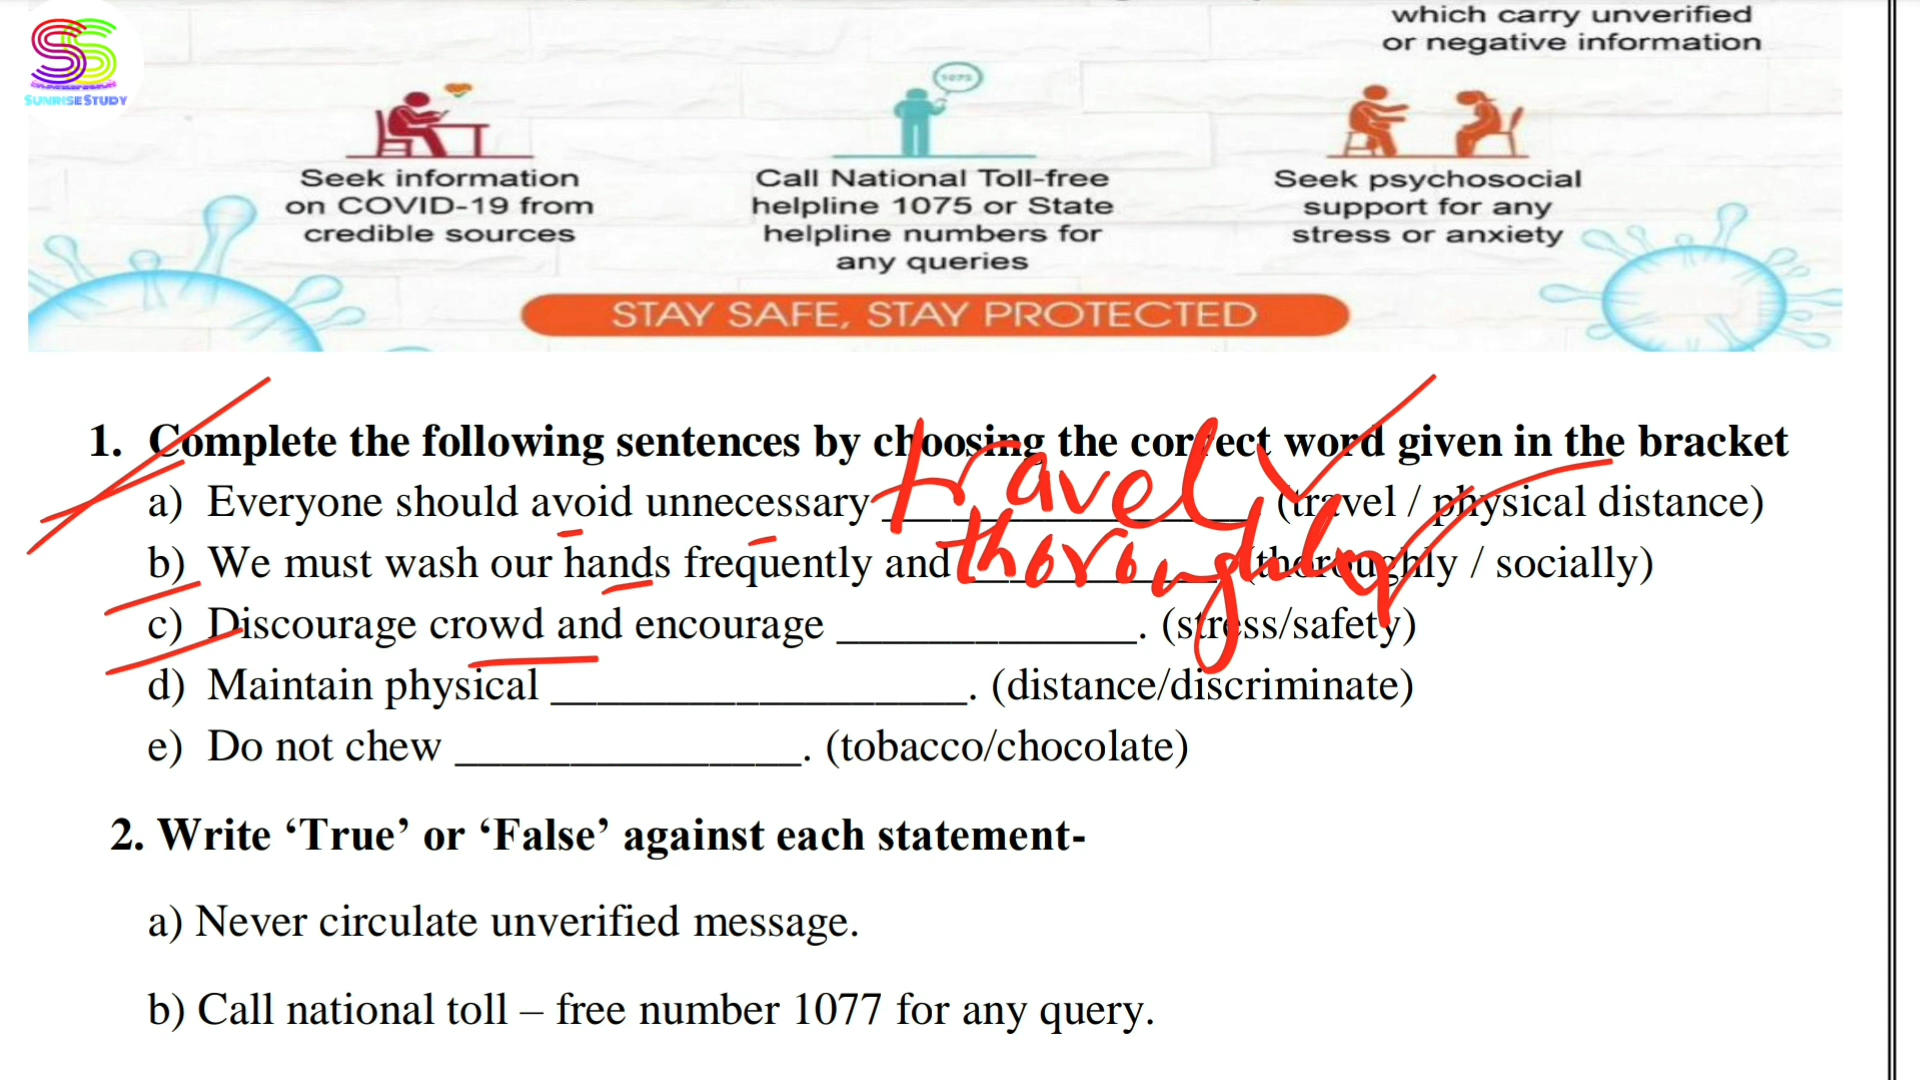 which carry unverified
or negative information
SS
SUNRISE STUDY
1075
Seek information
on COVID-19 from
credible sources
Call National Toll-free
helpline 1075 or State
helpline numbers for
any queries
Seek psychosocial
support for any
stress or anxiety
STAY SAFE, STAY PROTECTED
1. Complete the following sentences by choosing the correct word given in the bracket
a) Everyone should avoid unnecessary travel (travel / physical distance)
b) We must wash our hands frequently and thoroughly (thoroughly / socially)
c) Discourage crowd and encourage ______________. (stress/safety)
d) Maintain physical ___________________. (distance/discriminate)
e) Do not chew ________________. (tobacco/chocolate)
2. Write ‘True’ or ‘False’ against each statement-
a) Never circulate unverified message.
b) Call national toll – free number 1077 for any query.